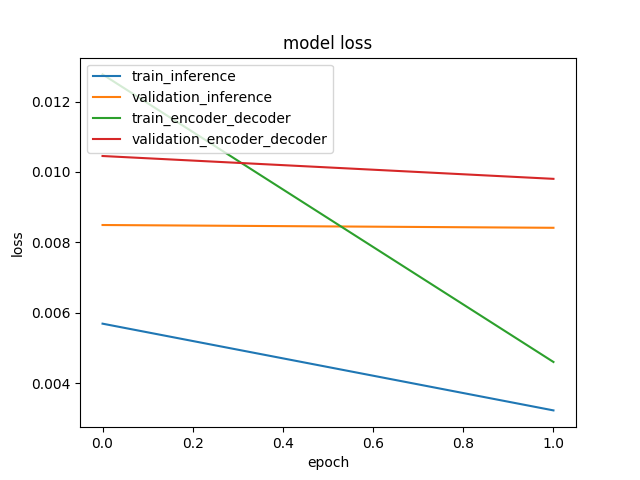 model loss
train_inference
validation_inference
train_encoder_decoder
validation_encoder_decoder
0.012
0.010
0.008
0.006
0.004
loss
0.0 0.2 0.4 0.6 0.8 1.0
epoch